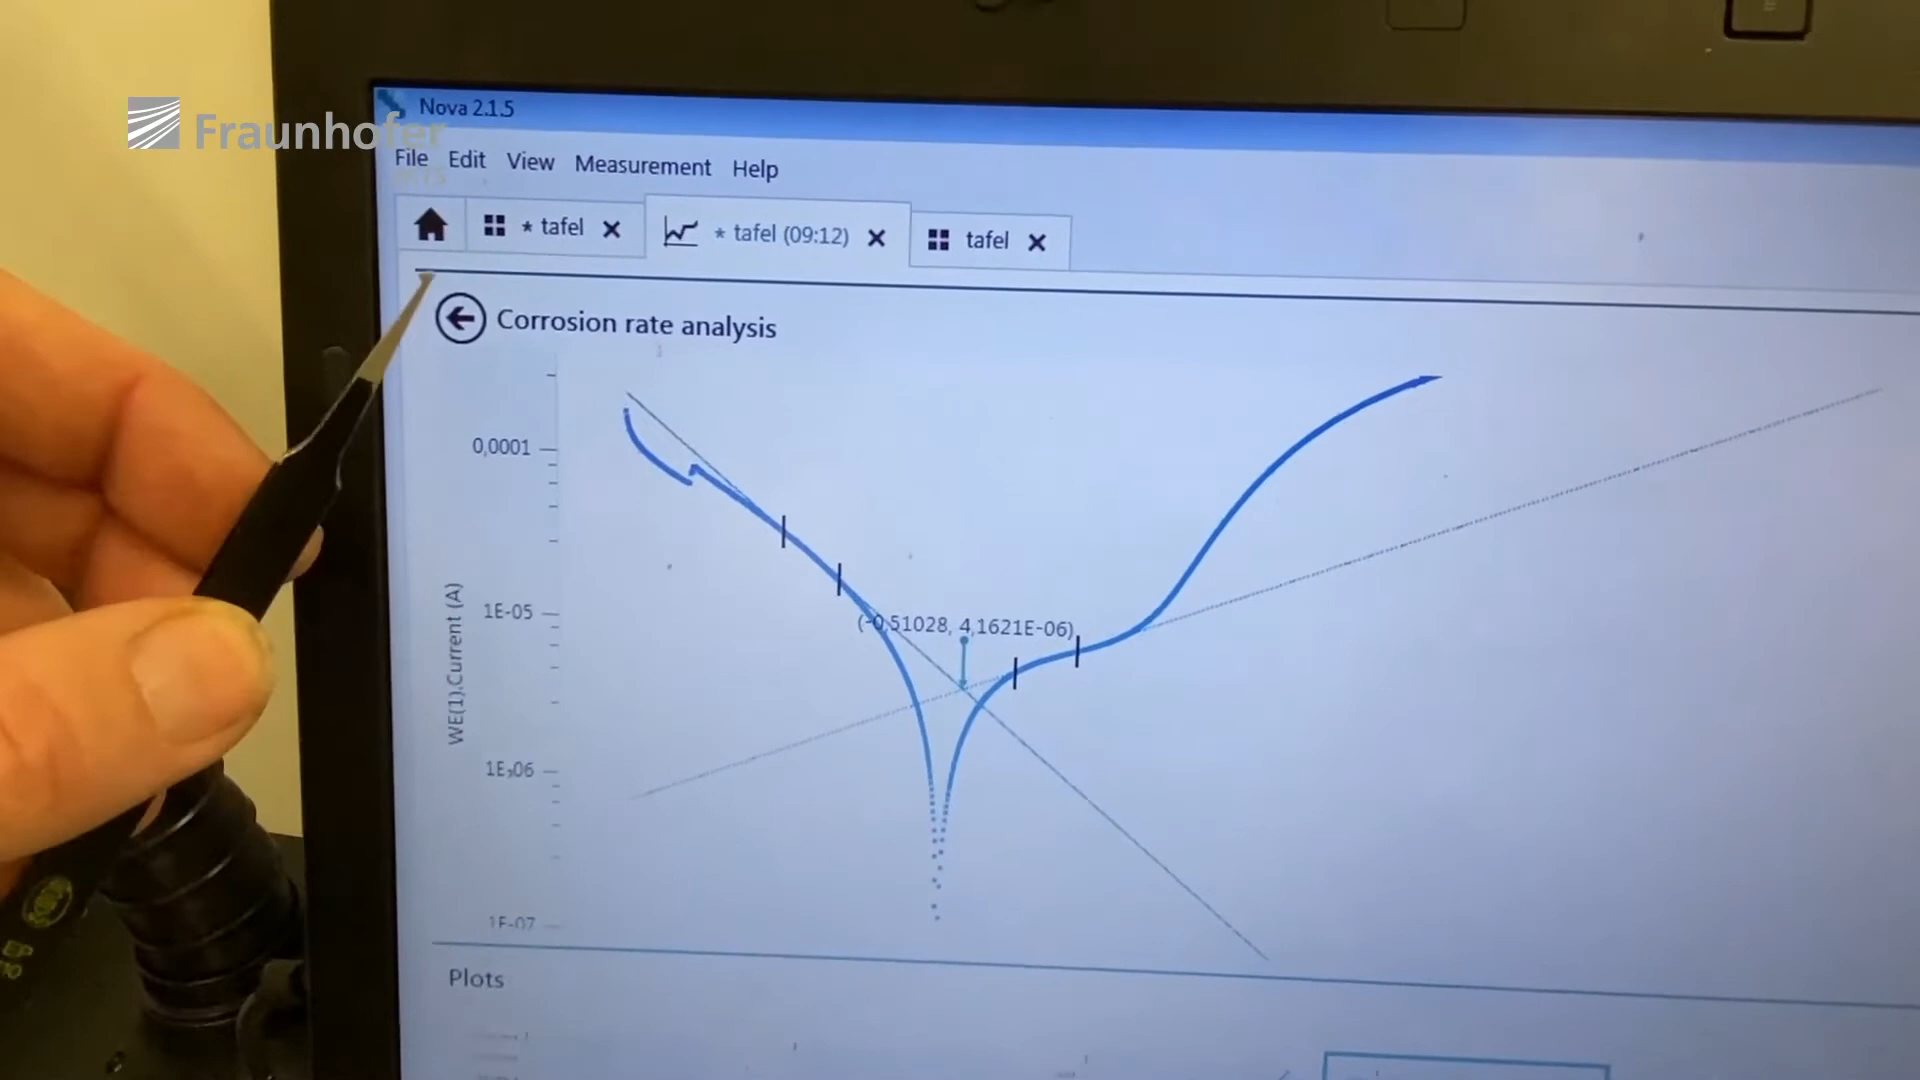 Fraunhofer
Nova 2.1.5
File Edit View Measurement Help
* tafel
* tafel (09:12)
tafel
Corrosion rate analysis
0,0001
1E-05
(-0,51028, 4,1621E-06)
WE(1).Current (A)
1E-06
1E-07
Plots